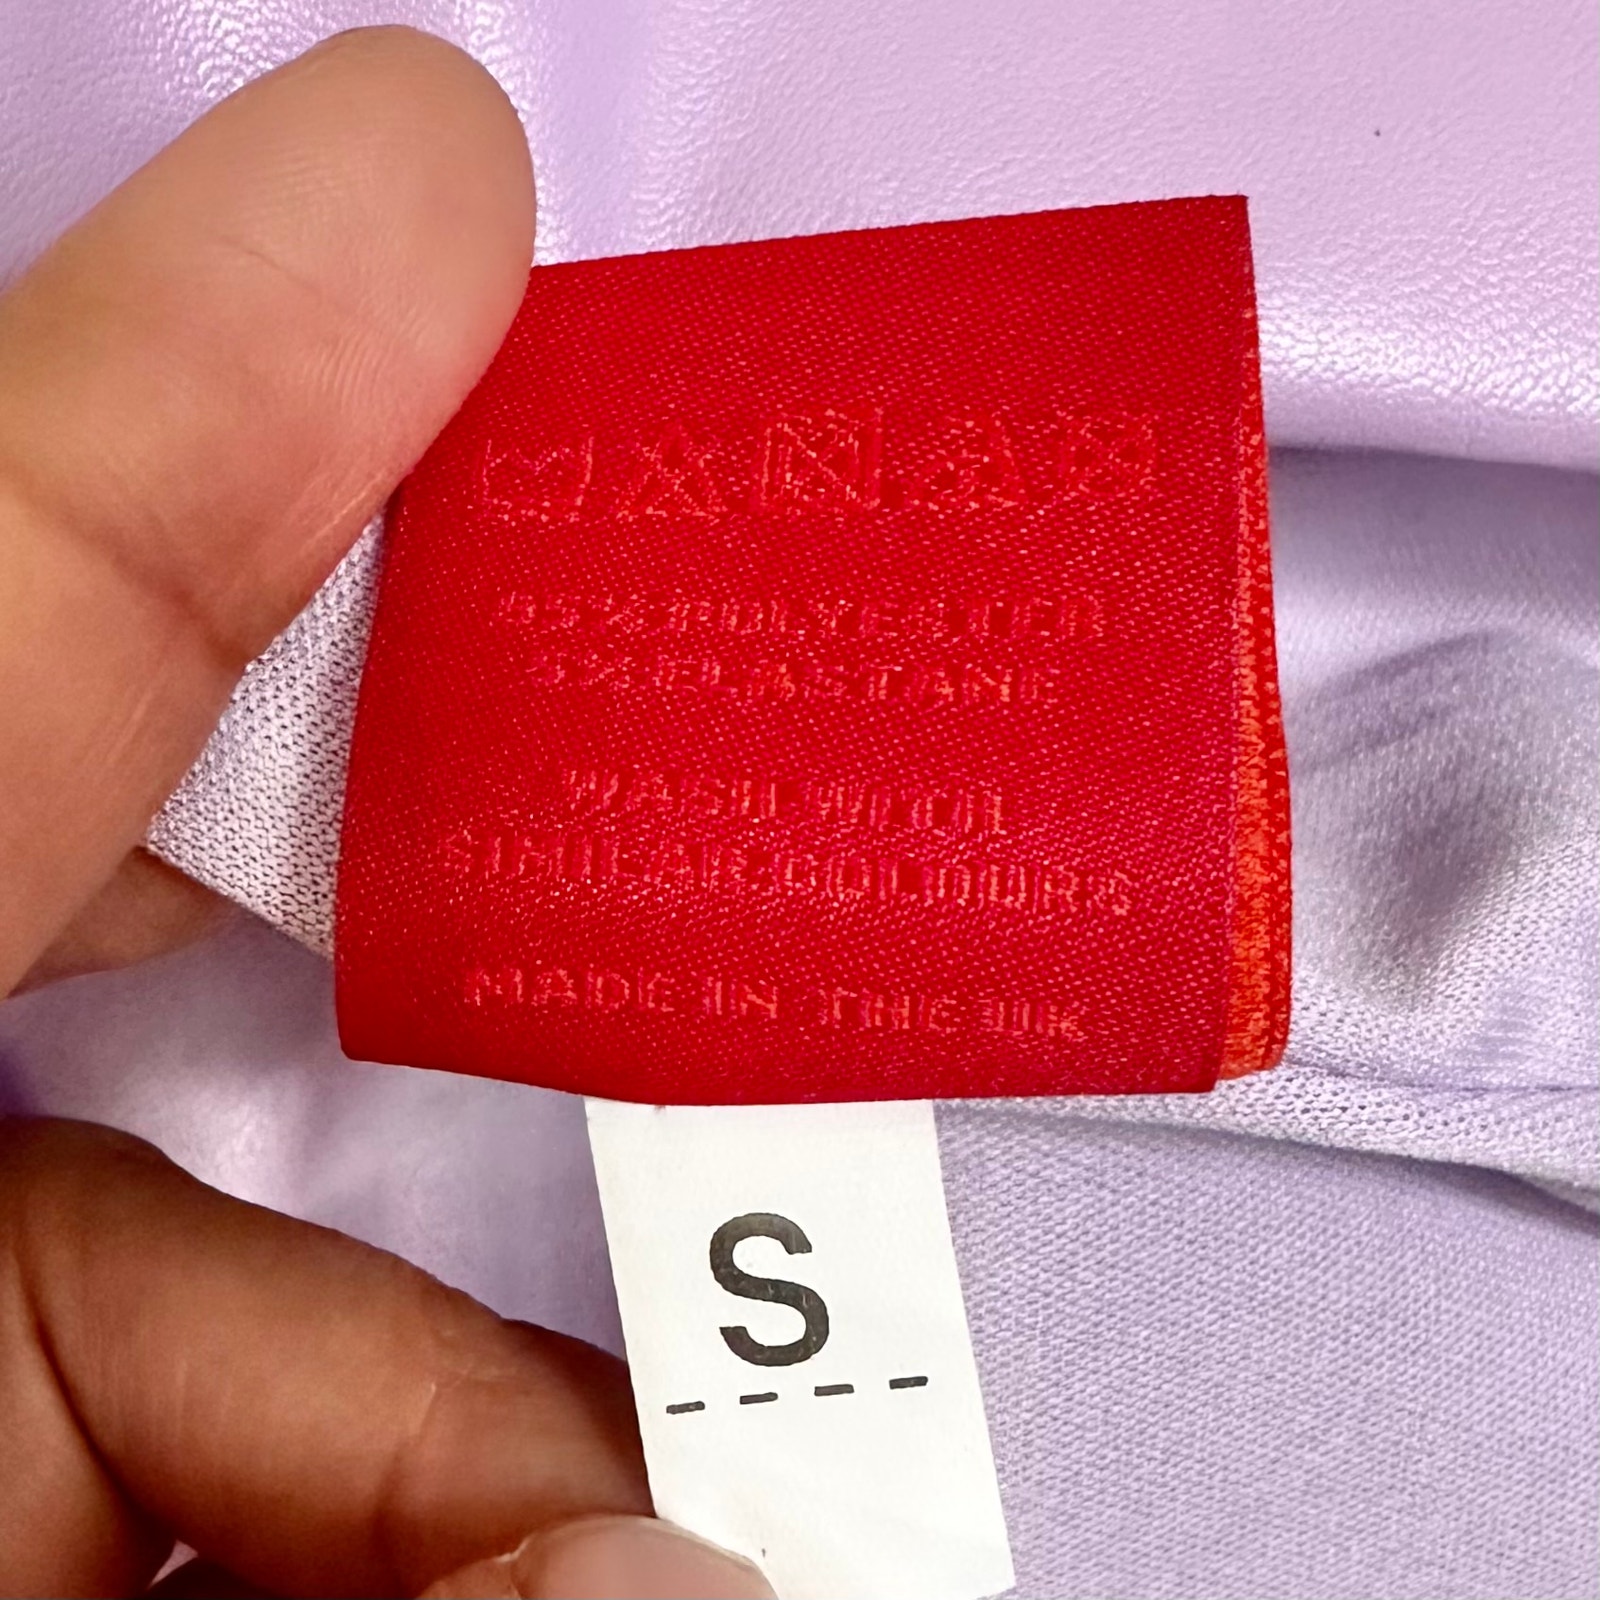 95% POLYESTER
5% ELASTANE
WASH WITH
SIMILAR COLOURS
MADE IN THE UK
S